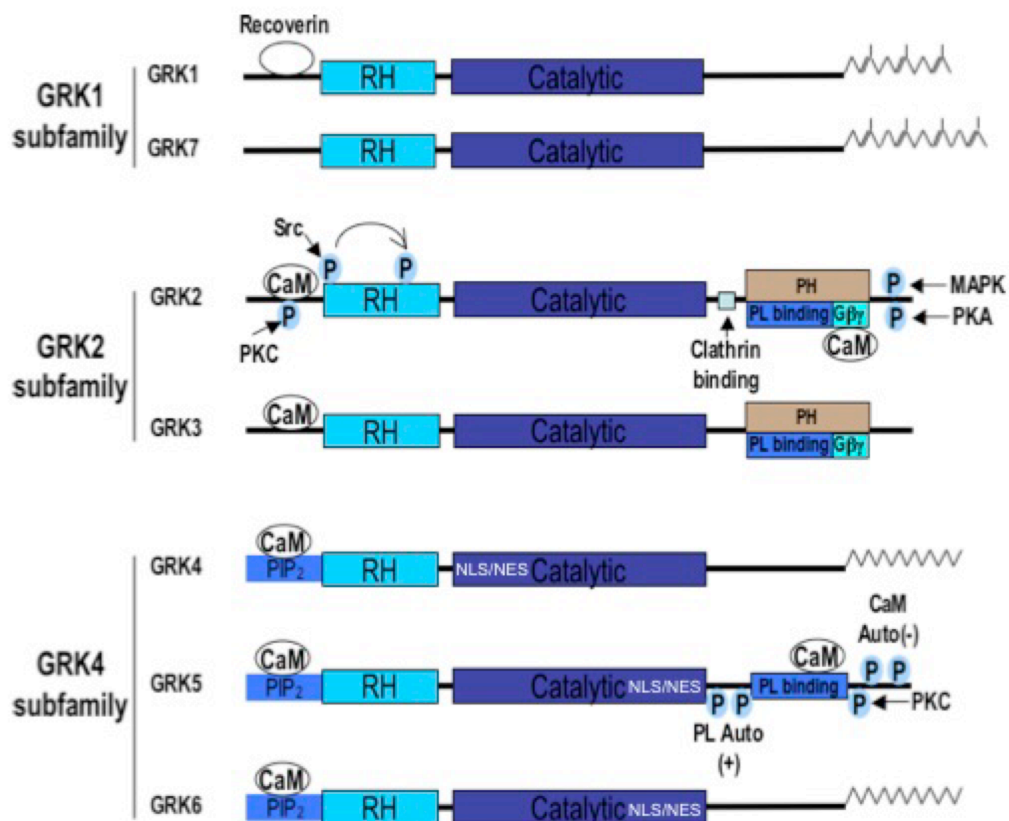 Recoverin
GRK1
subfamily
GRK1
RH
Catalytic
GRK7
RH
Catalytic
GRK2
subfamily
Src
P
P
CaM
GRK2
RH
Catalytic
PH
P
MAPK
P
PKC
PL binding
Gβγ
P
PKA
CaM
Clathrin
binding
CaM
GRK3
RH
Catalytic
PH
PL binding
Gβγ
GRK4
subfamily
CaM
GRK4
PIP2
RH
NLS/NES
Catalytic
CaM
Auto(-)
CaM
GRK5
PIP2
RH
Catalytic
NLS/NES
CaM
PL binding
P P
P P
P
PKC
PL Auto
(+)
CaM
GRK6
PIP2
RH
Catalytic
NLS/NES